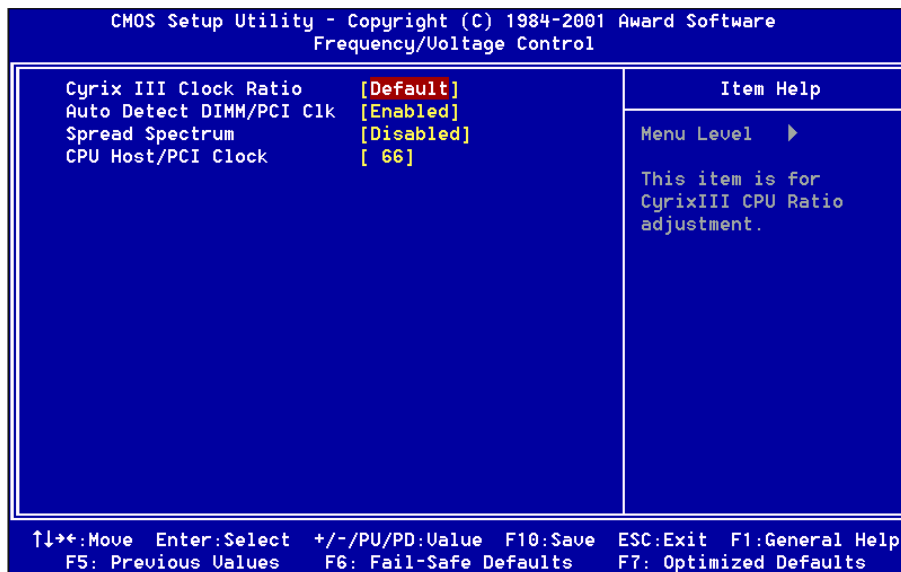 CMOS Setup Utility - Copyright (C) 1984-2001 Award Software
Frequency/Voltage Control
Cyrix III Clock Ratio [Default]
Auto Detect DIMM/PCI Clk [Enabled]
Spread Spectrum [Disabled]
CPU Host/PCI Clock [ 66]
Item Help
Menu Level ▶
This item is for
CyrixIII CPU Ratio
adjustment.
↑↓→←:Move Enter:Select +/-/PU/PD:Value F10:Save ESC:Exit F1:General Help
F5: Previous Values F6: Fail-Safe Defaults F7: Optimized Defaults